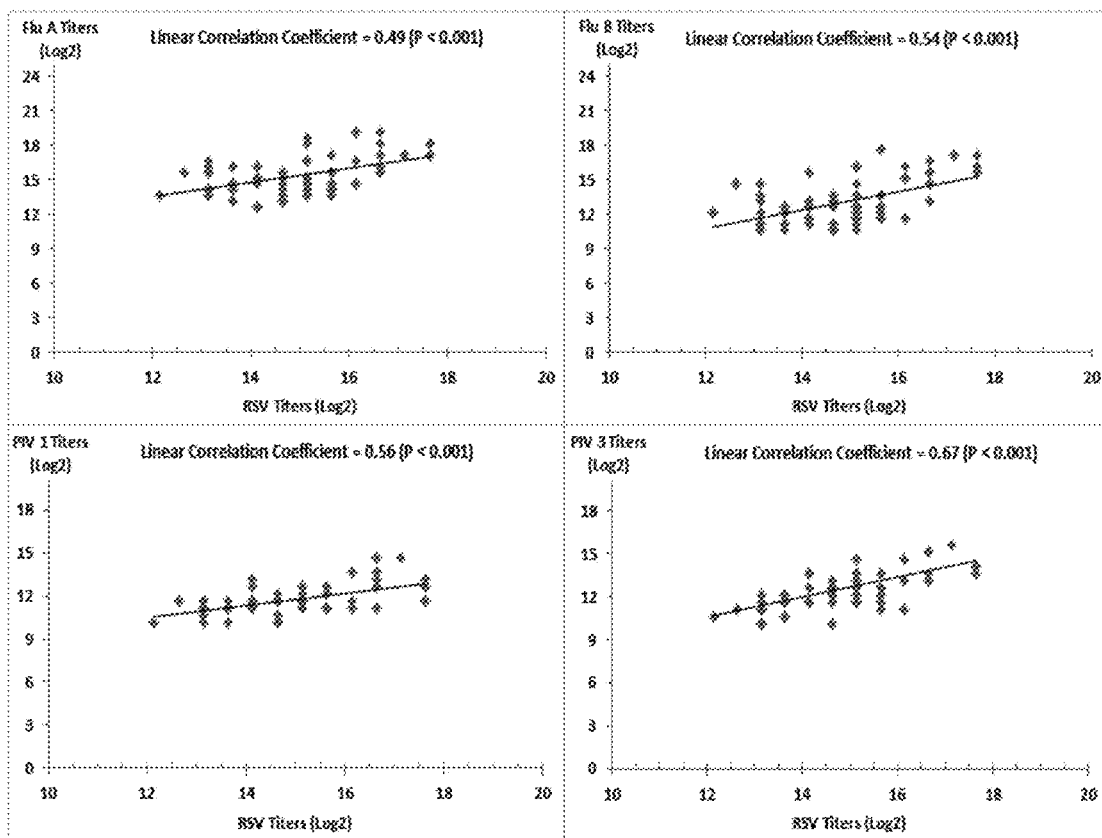 Flu A Titers
(Log2)
Linear Correlation Coefficient = 0.49 (P < 0.001)
24
21
18
15
12
9
6
3
0
10 12 14 16 18 20
RSV Titers (Log2)
Flu B Titers
(Log2)
Linear Correlation Coefficient = 0.54 (P < 0.001)
24
21
18
15
12
9
6
3
0
10 12 14 16 18 20
RSV Titers (Log2)
PIV 1 Titers
(Log2)
Linear Correlation Coefficient = 0.56 (P < 0.001)
18
15
12
9
6
3
0
10 12 14 16 18 20
RSV Titers (Log2)
PIV 3 Titers
(Log2)
Linear Correlation Coefficient = 0.67 (P < 0.001)
18
15
12
9
6
3
0
10 12 14 16 18 20
RSV Titers (Log2)